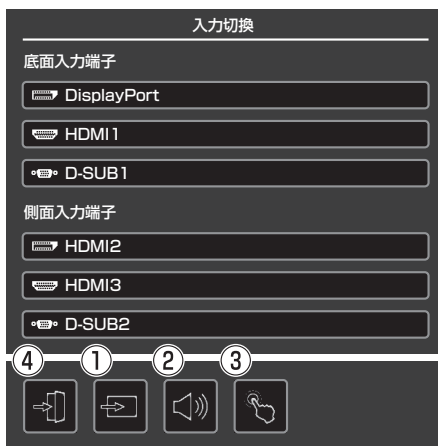 入力切換
底面入力端子
DisplayPort
HDMI1
D-SUB1
側面入力端子
HDMI2
HDMI3
D-SUB2
④ ① ② ③